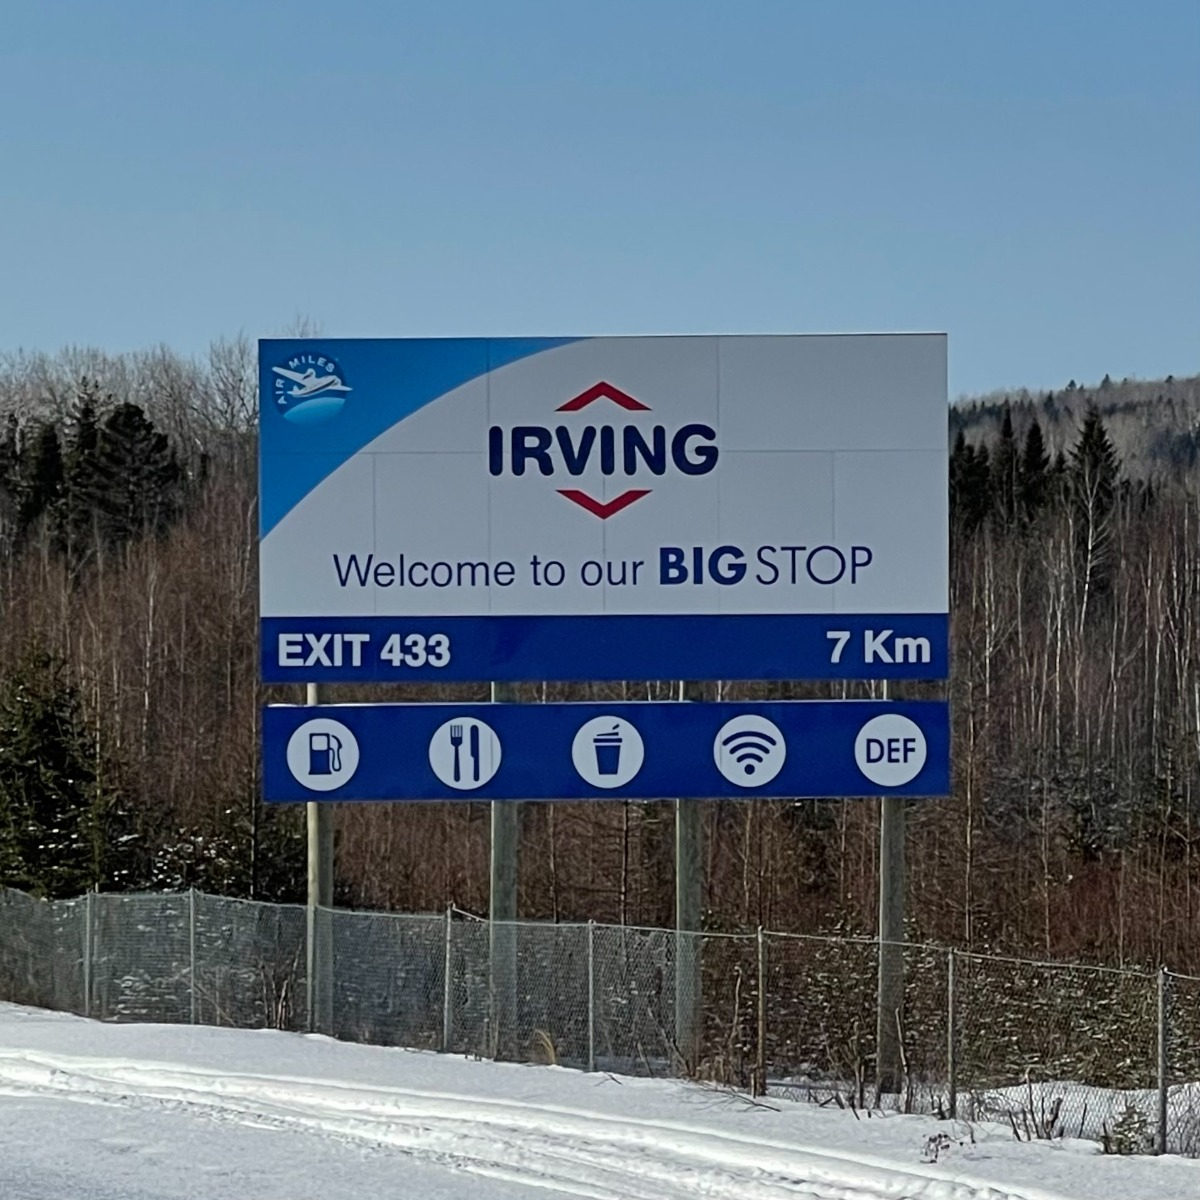 AIR MILES
IRVING
Welcome to our BIG STOP
EXIT 433 7 Km
DEF